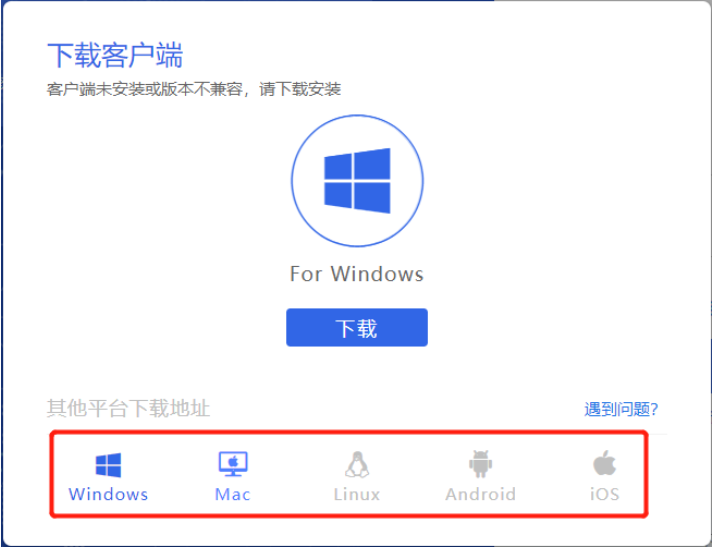 下载客户端
客户端未安装或版本不兼容，请下载安装
For Windows
下载
其他平台下载地址 遇到问题?
Windows Mac Linux Android iOS